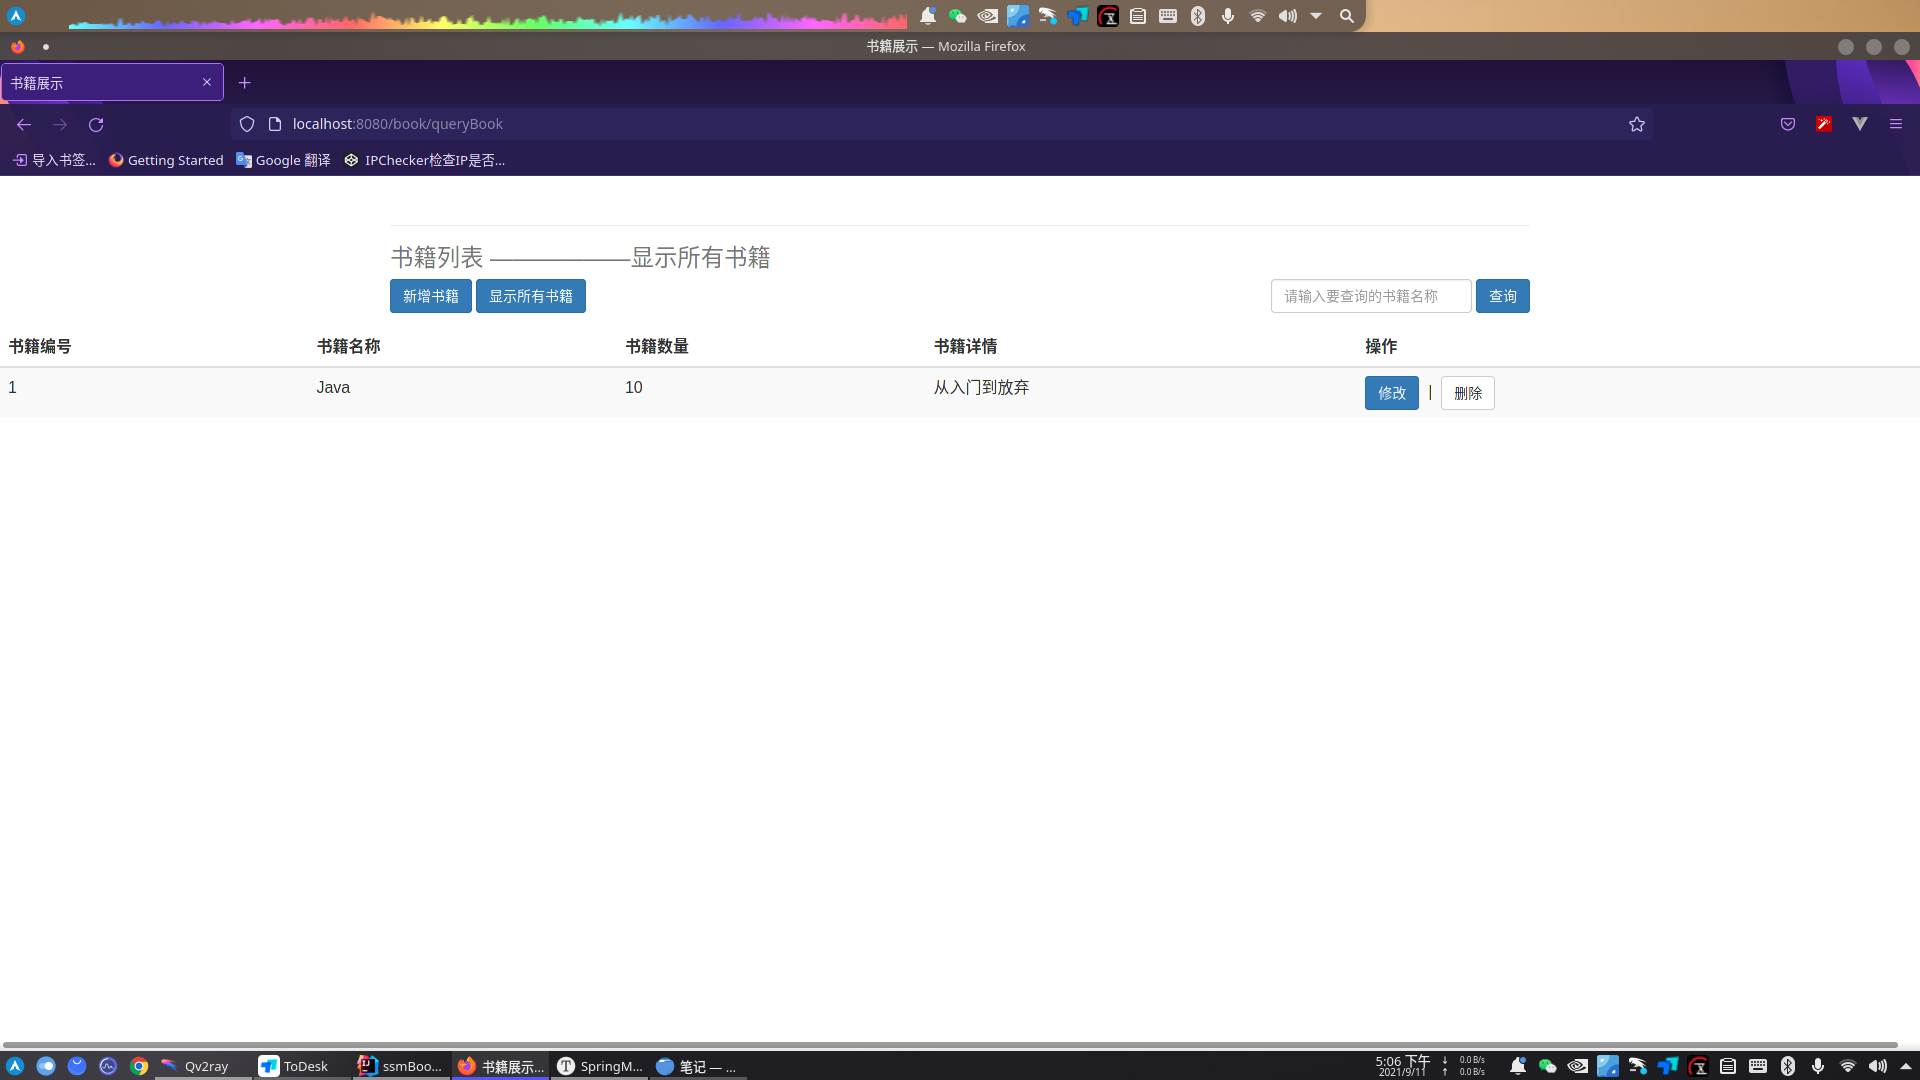 书籍展示 — Mozilla Firefox
书籍展示
localhost:8080/book/queryBook
导入书签...
Getting Started
Google 翻译
IPChecker检查IP是否...
书籍列表 ——————显示所有书籍
新增书籍
显示所有书籍
请输入要查询的书籍名称
查询
书籍编号 书籍名称 书籍数量 书籍详情 操作
1 Java 10 从入门到放弃 修改 | 删除
Qv2ray
ToDesk
ssmBoo...
书籍展示...
SpringM...
笔记 — ...
5:06 下午
2021/9/11
↓ 0.0 B/s
↑ 0.0 B/s